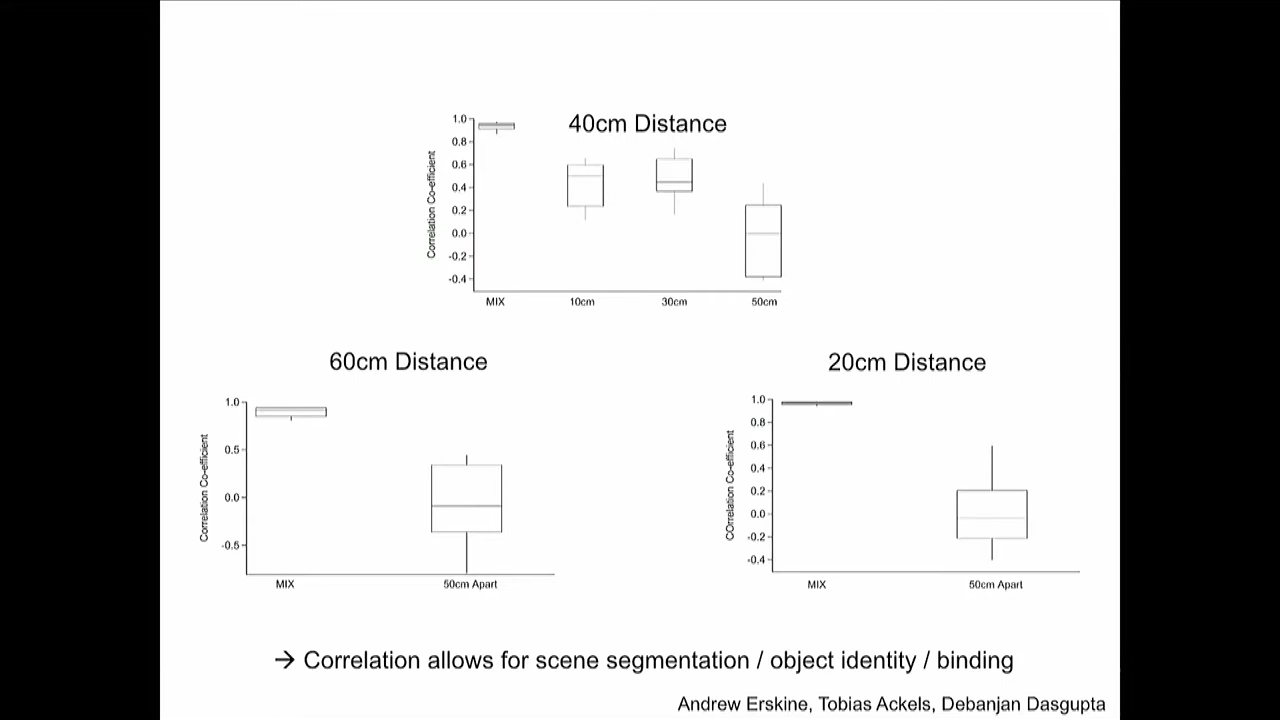 40cm Distance
Correlation Co-efficient
1.0
0.8
0.6
0.4
0.2
0.0
-0.2
-0.4
MIX 10cm 30cm 50cm
60cm Distance
Correlation Co-efficient
1.0
0.5
0.0
-0.5
MIX 50cm Apart
20cm Distance
COrrelation Co-efficient
1.0
0.8
0.6
0.4
0.2
0.0
-0.2
-0.4
MIX 50cm Apart
→ Correlation allows for scene segmentation / object identity / binding
Andrew Erskine, Tobias Ackels, Debanjan Dasgupta